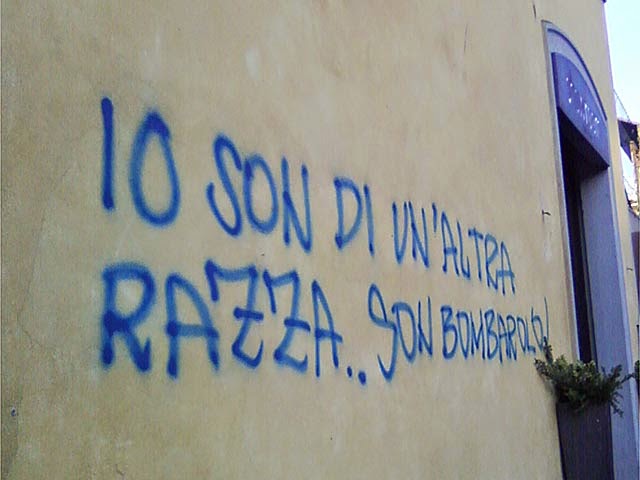 IO SON DI UN'ALTRA
RAZZA.. SON BOMBAROLO!